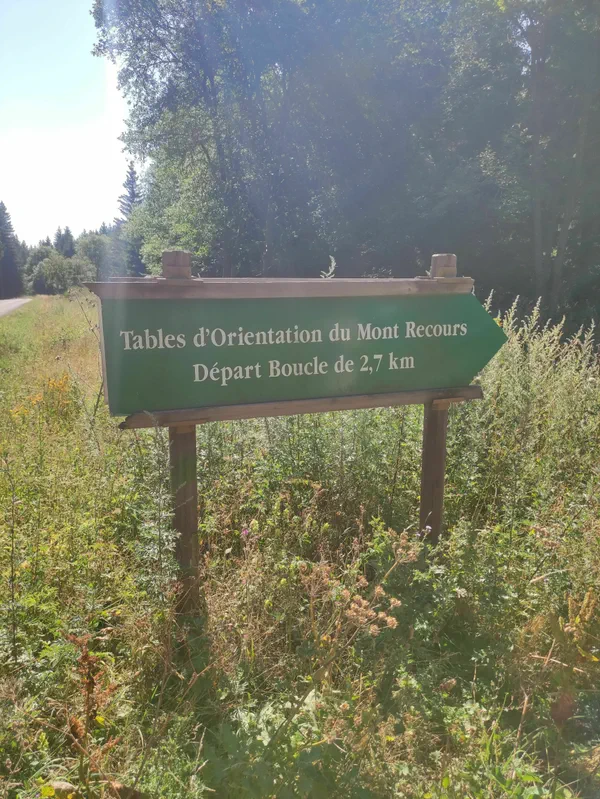 Tables d'Orientation du Mont Recours
Départ Boucle de 2,7 km